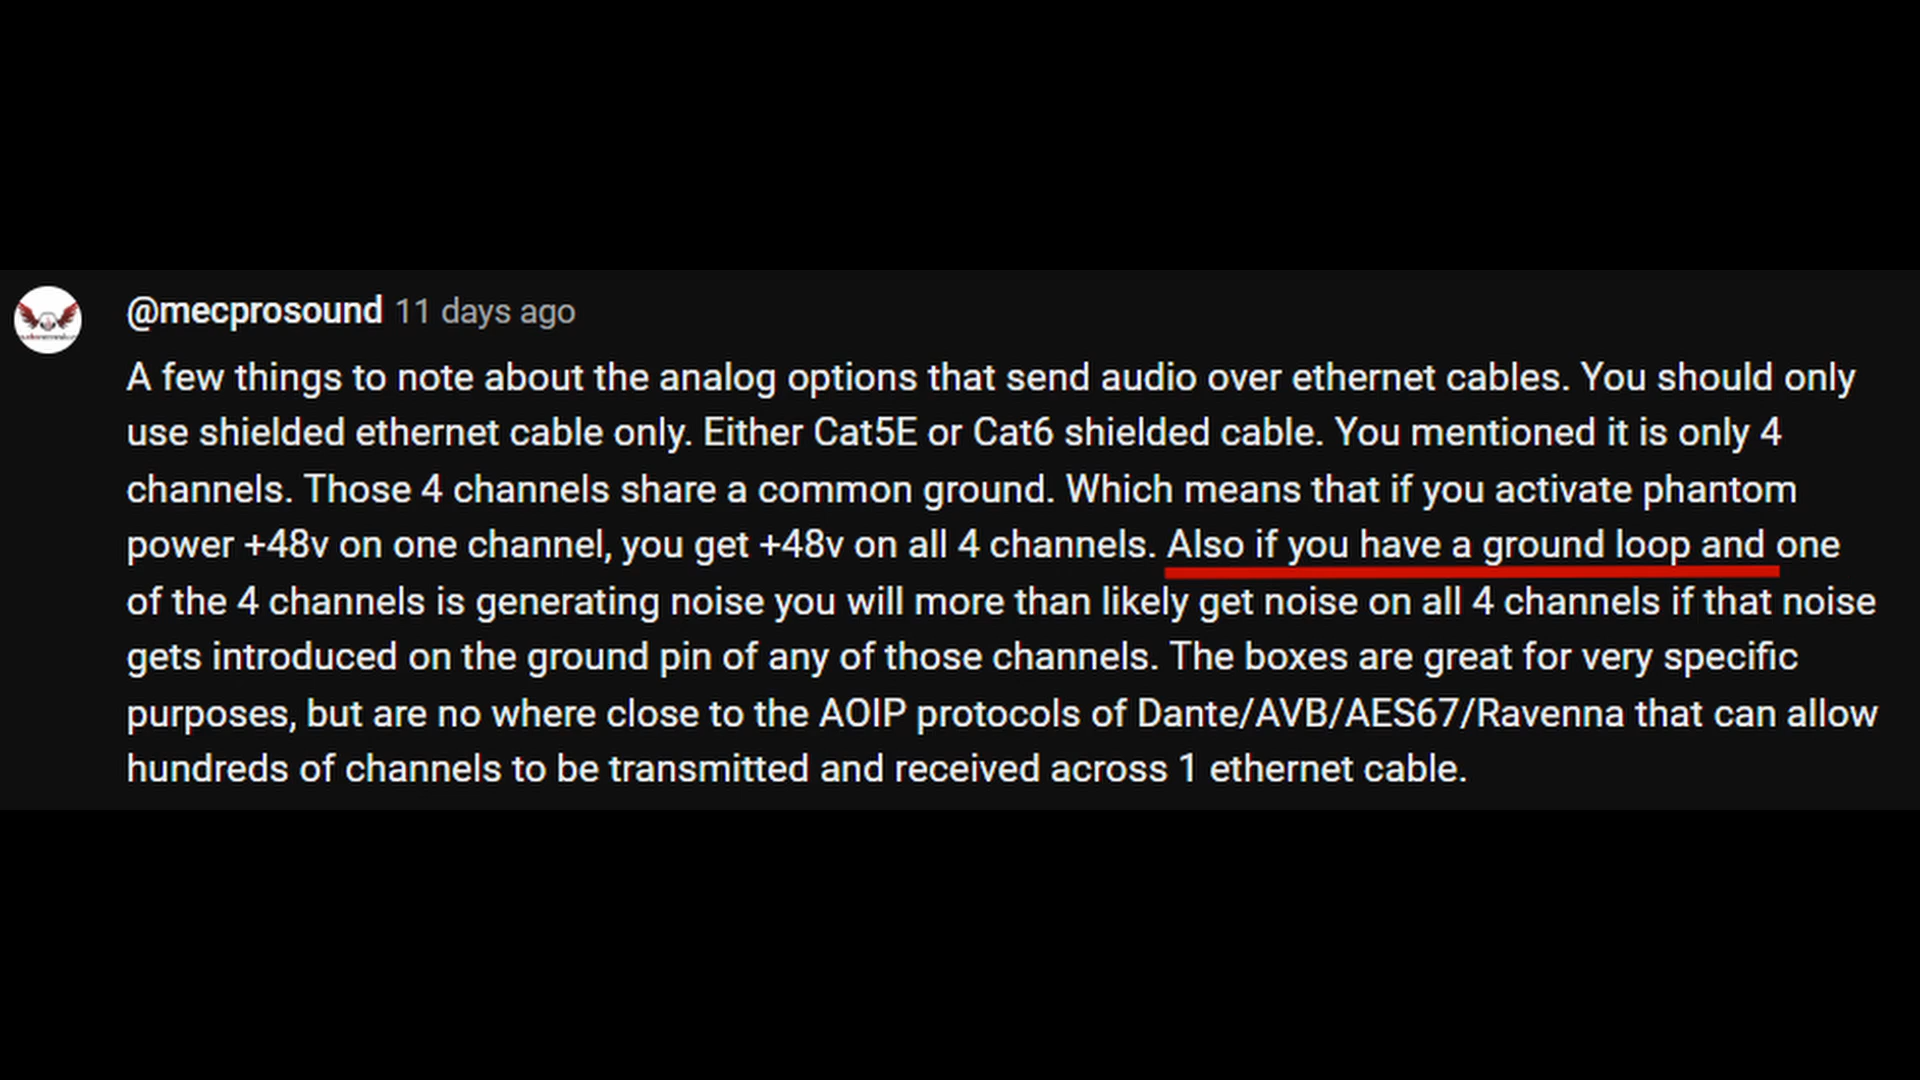 @mecprosound 11 days ago
A few things to note about the analog options that send audio over ethernet cables. You should only
use shielded ethernet cable only. Either Cat5E or Cat6 shielded cable. You mentioned it is only 4
channels. Those 4 channels share a common ground. Which means that if you activate phantom
power +48v on one channel, you get +48v on all 4 channels. Also if you have a ground loop and one
of the 4 channels is generating noise you will more than likely get noise on all 4 channels if that noise
gets introduced on the ground pin of any of those channels. The boxes are great for very specific
purposes, but are no where close to the AOIP protocols of Dante/AVB/AES67/Ravenna that can allow
hundreds of channels to be transmitted and received across 1 ethernet cable.